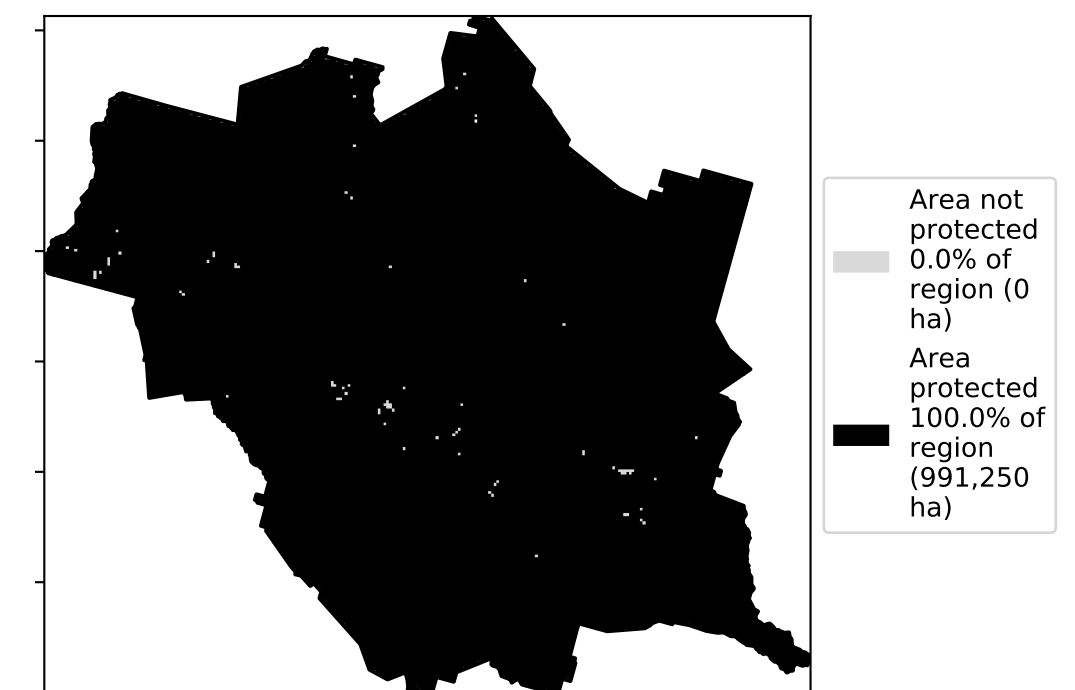 Area not
protected
0.0% of
region (0
ha)
Area
protected
100.0% of
region
(991,250
ha)